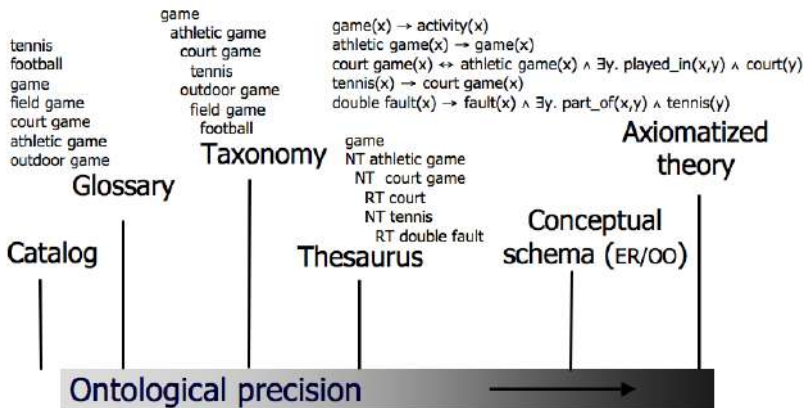 tennis
football
game
field game
court game
athletic game
outdoor game
Glossary
Catalog
game
athletic game
court game
tennis
outdoor game
field game
football
Taxonomy
game(x) → activity(x)
athletic game(x) → game(x)
court game(x) ↔ athletic game(x) ∧ ∃y. played_in(x,y) ∧ court(y)
tennis(x) → court game(x)
double fault(x) → fault(x) ∧ ∃y. part_of(x,y) ∧ tennis(y)
game
NT athletic game
NT court game
RT court
NT tennis
RT double fault
Thesaurus
Conceptual
schema (ER/OO)
Axiomatized
theory
Ontological precision